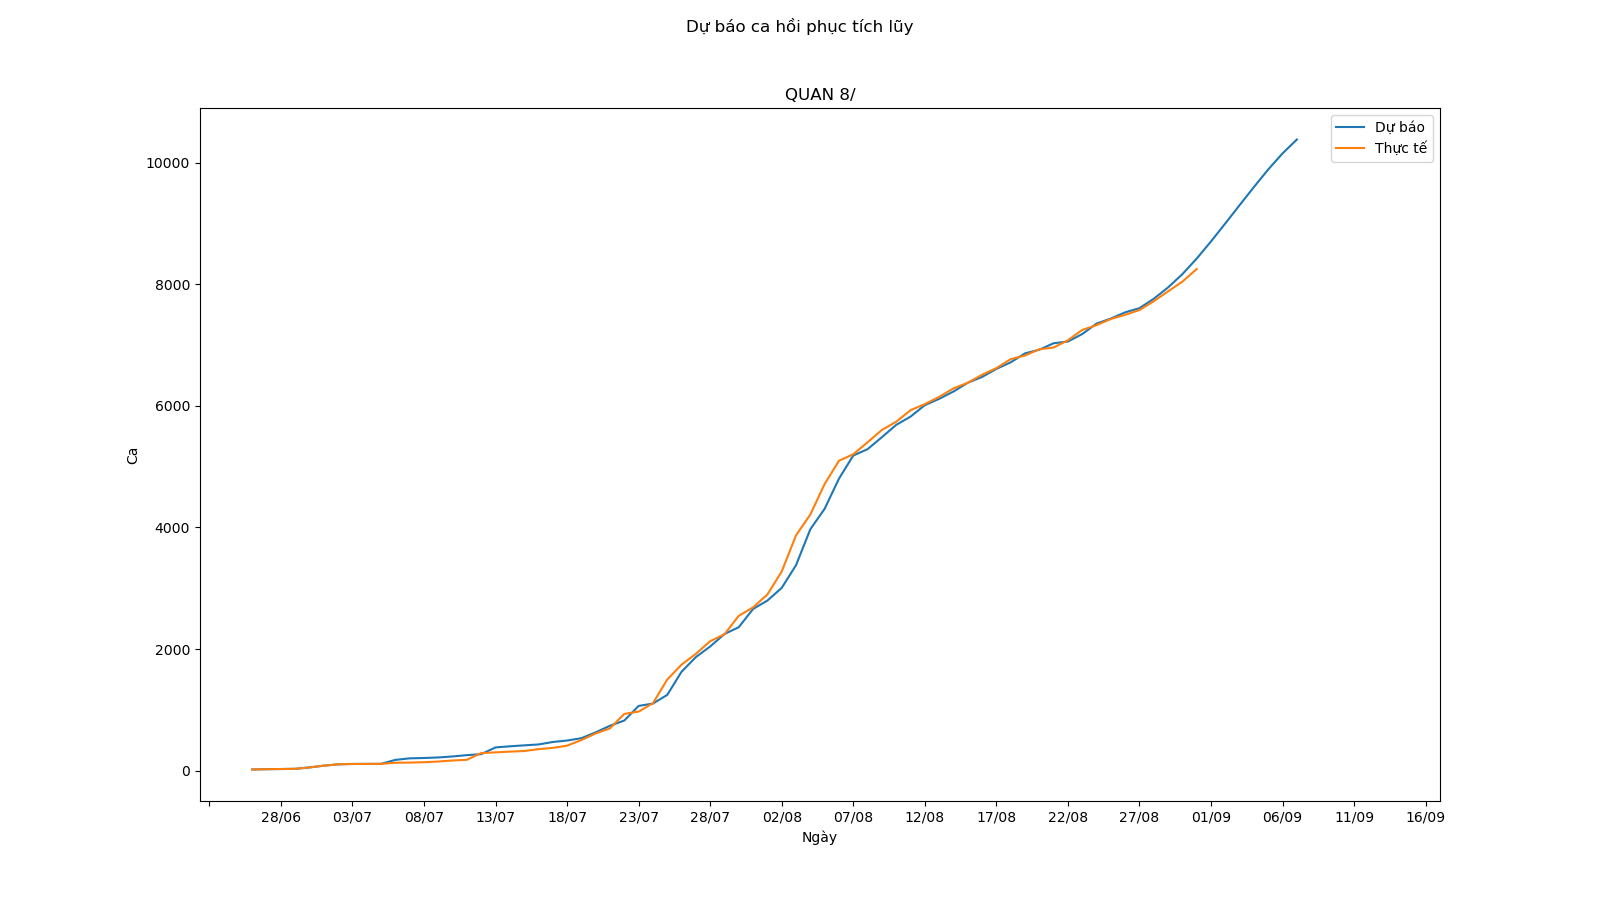 Dự báo ca hồi phục tích lũy
QUAN 8/
Dự báo
Thực tế
10000
8000
6000
4000
2000
0
Ca
28/06 03/07 08/07 13/07 18/07 23/07 28/07 02/08 07/08 12/08 17/08 22/08 27/08 01/09 06/09 11/09 16/09
Ngày